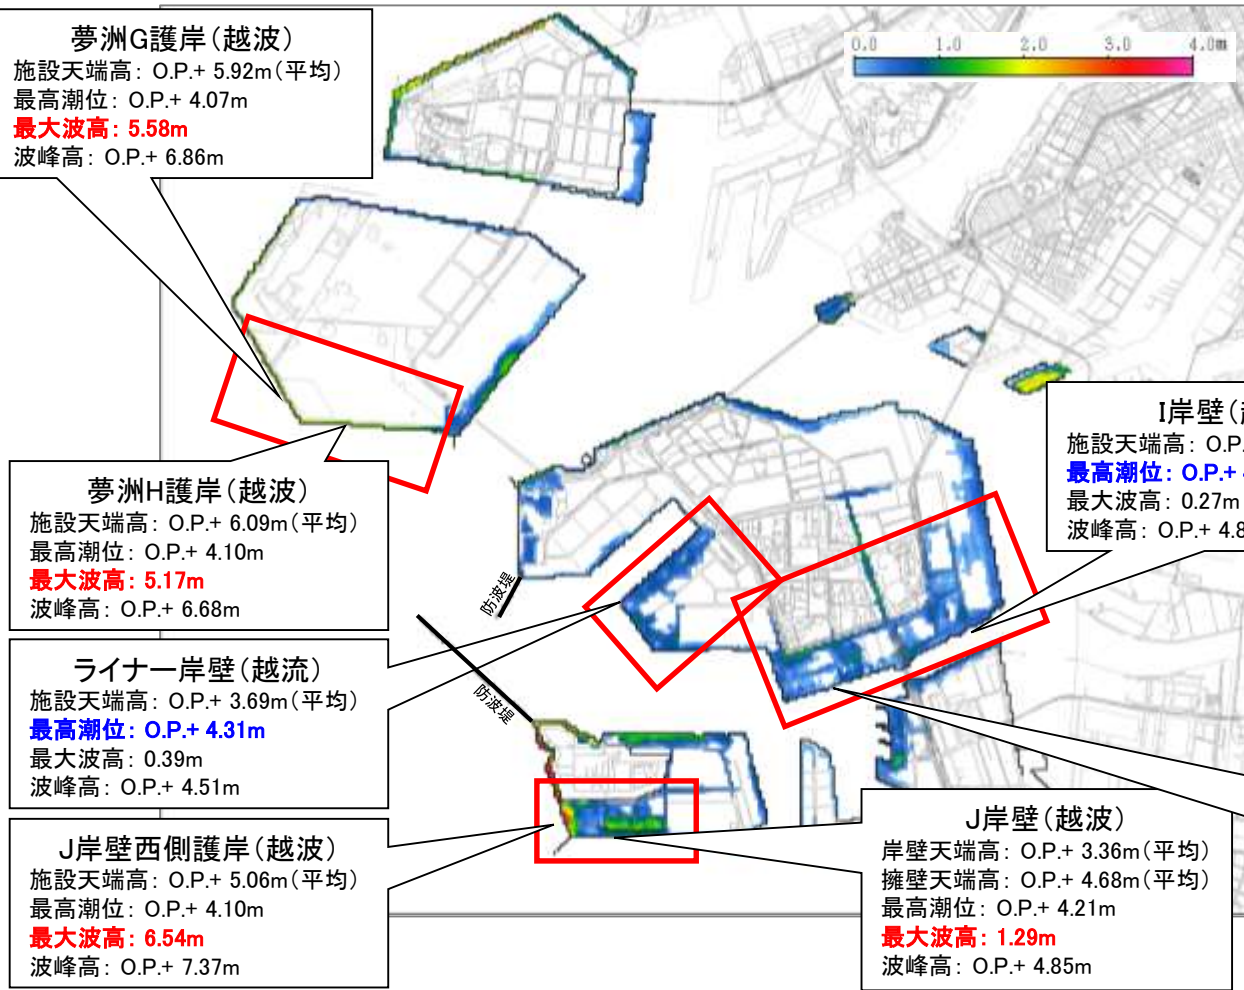 夢洲G護岸(越波)
施設天端高: O.P.+ 5.92m(平均)
最高潮位: O.P.+ 4.07m
最大波高: 5.58m
波峰高: O.P.+ 6.86m
0.0 1.0 2.0 3.0 4.0m
I岸壁(
施設天端高: O.P.
最高潮位: O.P.+
最大波高: 0.27m
波峰高: O.P.+ 4.8
夢洲H護岸(越波)
施設天端高: O.P.+ 6.09m(平均)
最高潮位: O.P.+ 4.10m
最大波高: 5.17m
波峰高: O.P.+ 6.68m
防波堤
ライナー岸壁(越流)
施設天端高: O.P.+ 3.69m(平均)
最高潮位: O.P.+ 4.31m
最大波高: 0.39m
波峰高: O.P.+ 4.51m
防波堤
J岸壁西側護岸(越波)
施設天端高: O.P.+ 5.06m(平均)
最高潮位: O.P.+ 4.10m
最大波高: 6.54m
波峰高: O.P.+ 7.37m
J岸壁(越波)
岸壁天端高: O.P.+ 3.36m(平均)
擁壁天端高: O.P.+ 4.68m(平均)
最高潮位: O.P.+ 4.21m
最大波高: 1.29m
波峰高: O.P.+ 4.85m